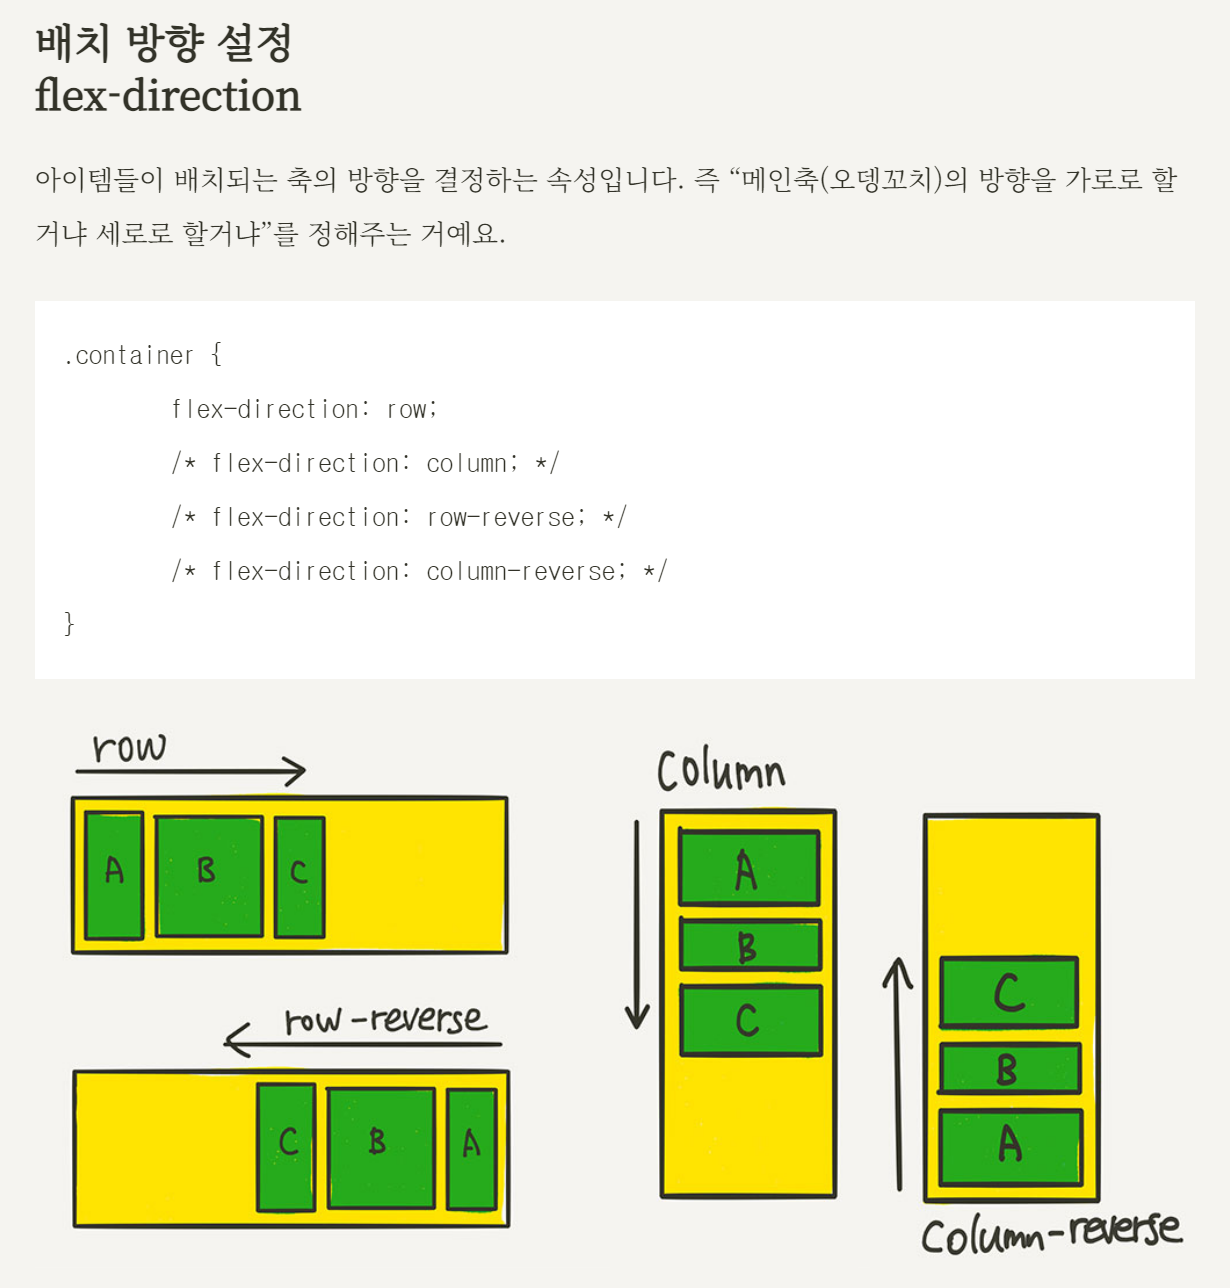 배치 방향 설정
flex-direction
아이템들이 배치되는 축의 방향을 결정하는 속성입니다. 즉 “메인축(오뎅꼬치)의 방향을 가로로 할
거냐 세로로 할거냐”를 정해주는 거예요.
.container {
flex-direction: row;
/* flex-direction: column; */
/* flex-direction: row-reverse; */
/* flex-direction: column-reverse; */
}
row
A B C
row-reverse
C B A
column
A
B
C
C
B
A
column-reverse